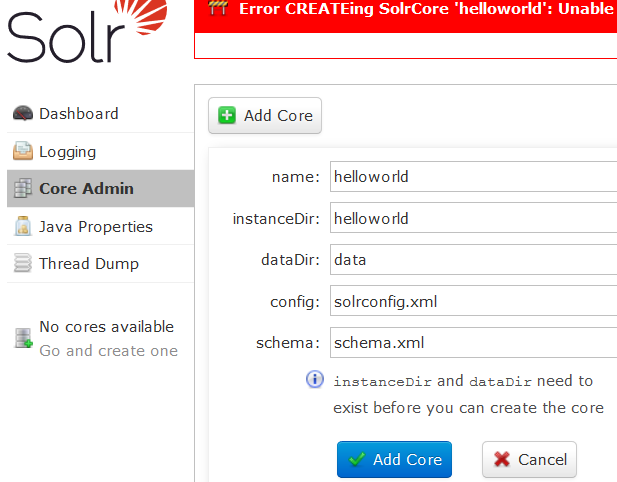 Solr
Error CREATEing SolrCore 'helloworld': Unable
Add Core
Dashboard
Logging
Core Admin
Java Properties
Thread Dump
No cores available
Go and create one
name: helloworld
instanceDir: helloworld
dataDir: data
config: solrconfig.xml
schema: schema.xml
instanceDir and dataDir need to
exist before you can create the core
Add Core Cancel